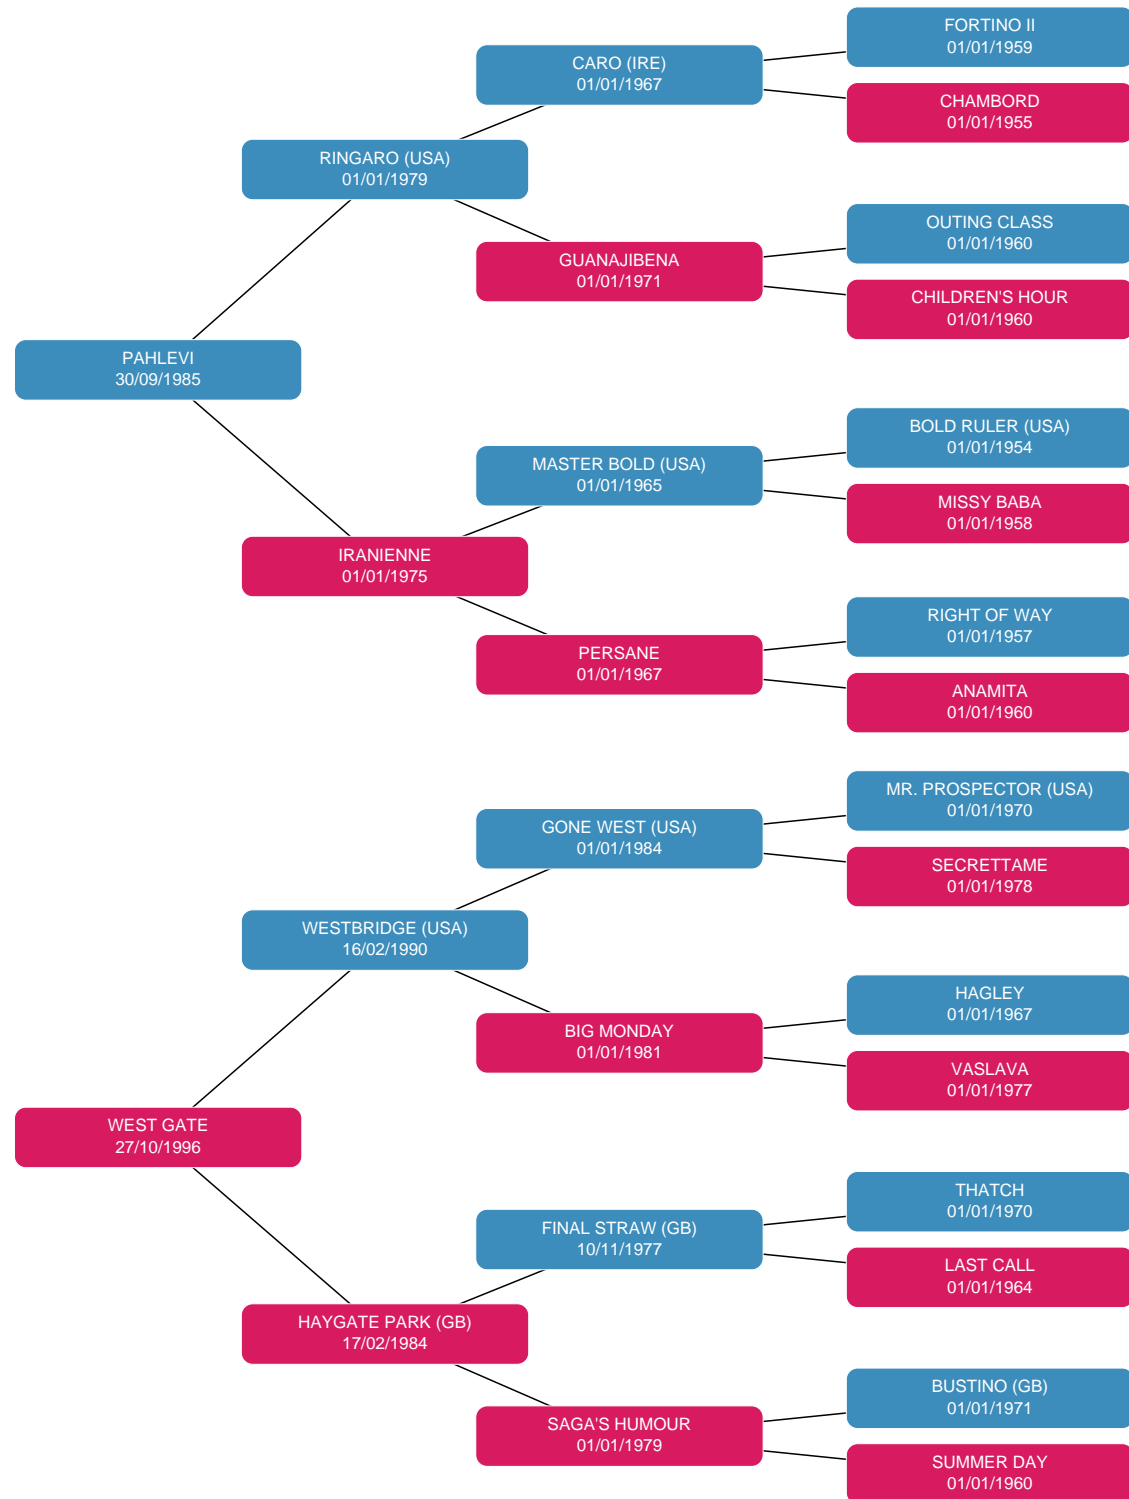 FORTINO II
01/01/1959
CARO (IRE)
01/01/1967
CHAMBORD
01/01/1955
RINGARO (USA)
01/01/1979
OUTING CLASS
01/01/1960
GUANAJIBENA
01/01/1971
CHILDREN'S HOUR
01/01/1960
PAHLEVI
30/09/1985
BOLD RULER (USA)
01/01/1954
MASTER BOLD (USA)
01/01/1965
MISSY BABA
01/01/1958
IRANIENNE
01/01/1975
RIGHT OF WAY
01/01/1957
PERSANE
01/01/1967
ANAMITA
01/01/1960
MR. PROSPECTOR (USA)
01/01/1970
GONE WEST (USA)
01/01/1984
SECRETTAME
01/01/1978
WESTBRIDGE (USA)
16/02/1990
HAGLEY
01/01/1967
BIG MONDAY
01/01/1981
VASLAVA
01/01/1977
WEST GATE
27/10/1996
THATCH
01/01/1970
FINAL STRAW (GB)
10/11/1977
LAST CALL
01/01/1964
HAYGATE PARK (GB)
17/02/1984
BUSTINO (GB)
01/01/1971
SAGA'S HUMOUR
01/01/1979
SUMMER DAY
01/01/1960